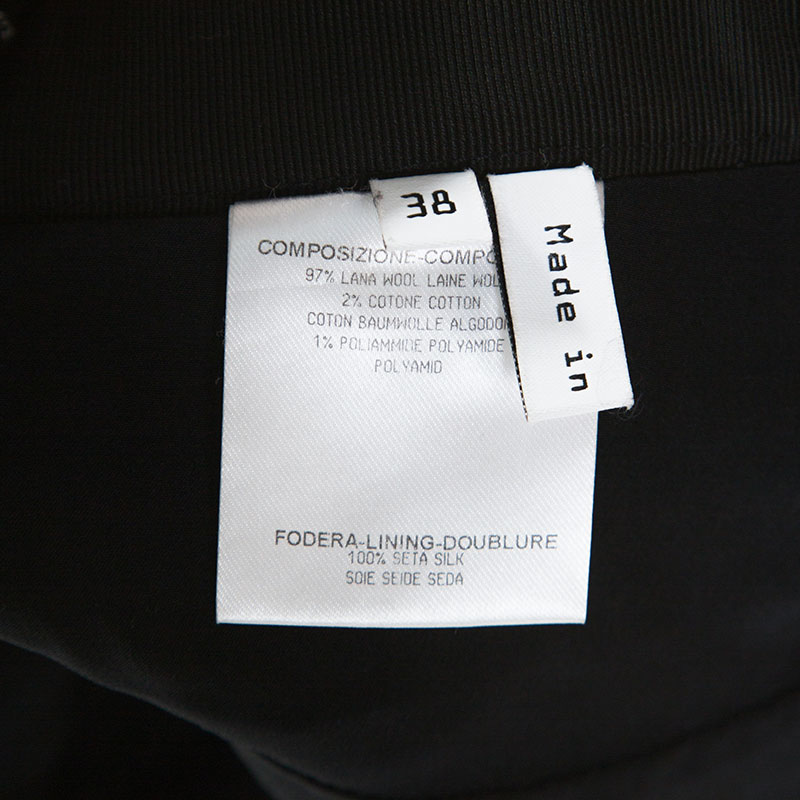 38
Made in
COMPOSIZIONE-COMPO
97% LANA WOOL LAINE WOL
2% COTONE COTTON
COTON BAUMWOLLE ALGODON
1% POLIAMMIDE POLYAMIDE
POLYAMID
FODERA-LINING-DOUBLURE
100% SETA SILK
SOIE SEIDE SEDA